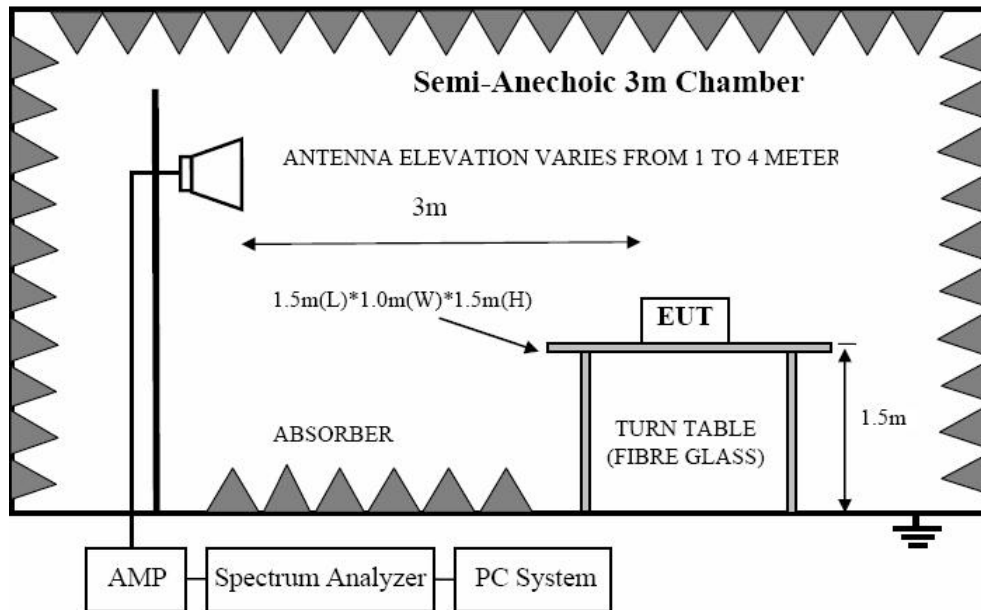 Semi-Anechoic 3m Chamber
ANTENNA ELEVATION VARIES FROM 1 TO 4 METER
3m
1.5m(L)*1.0m(W)*1.5m(H)
EUT
ABSORBER
TURN TABLE
(FIBRE GLASS)
1.5m
AMP
Spectrum Analyzer
PC System